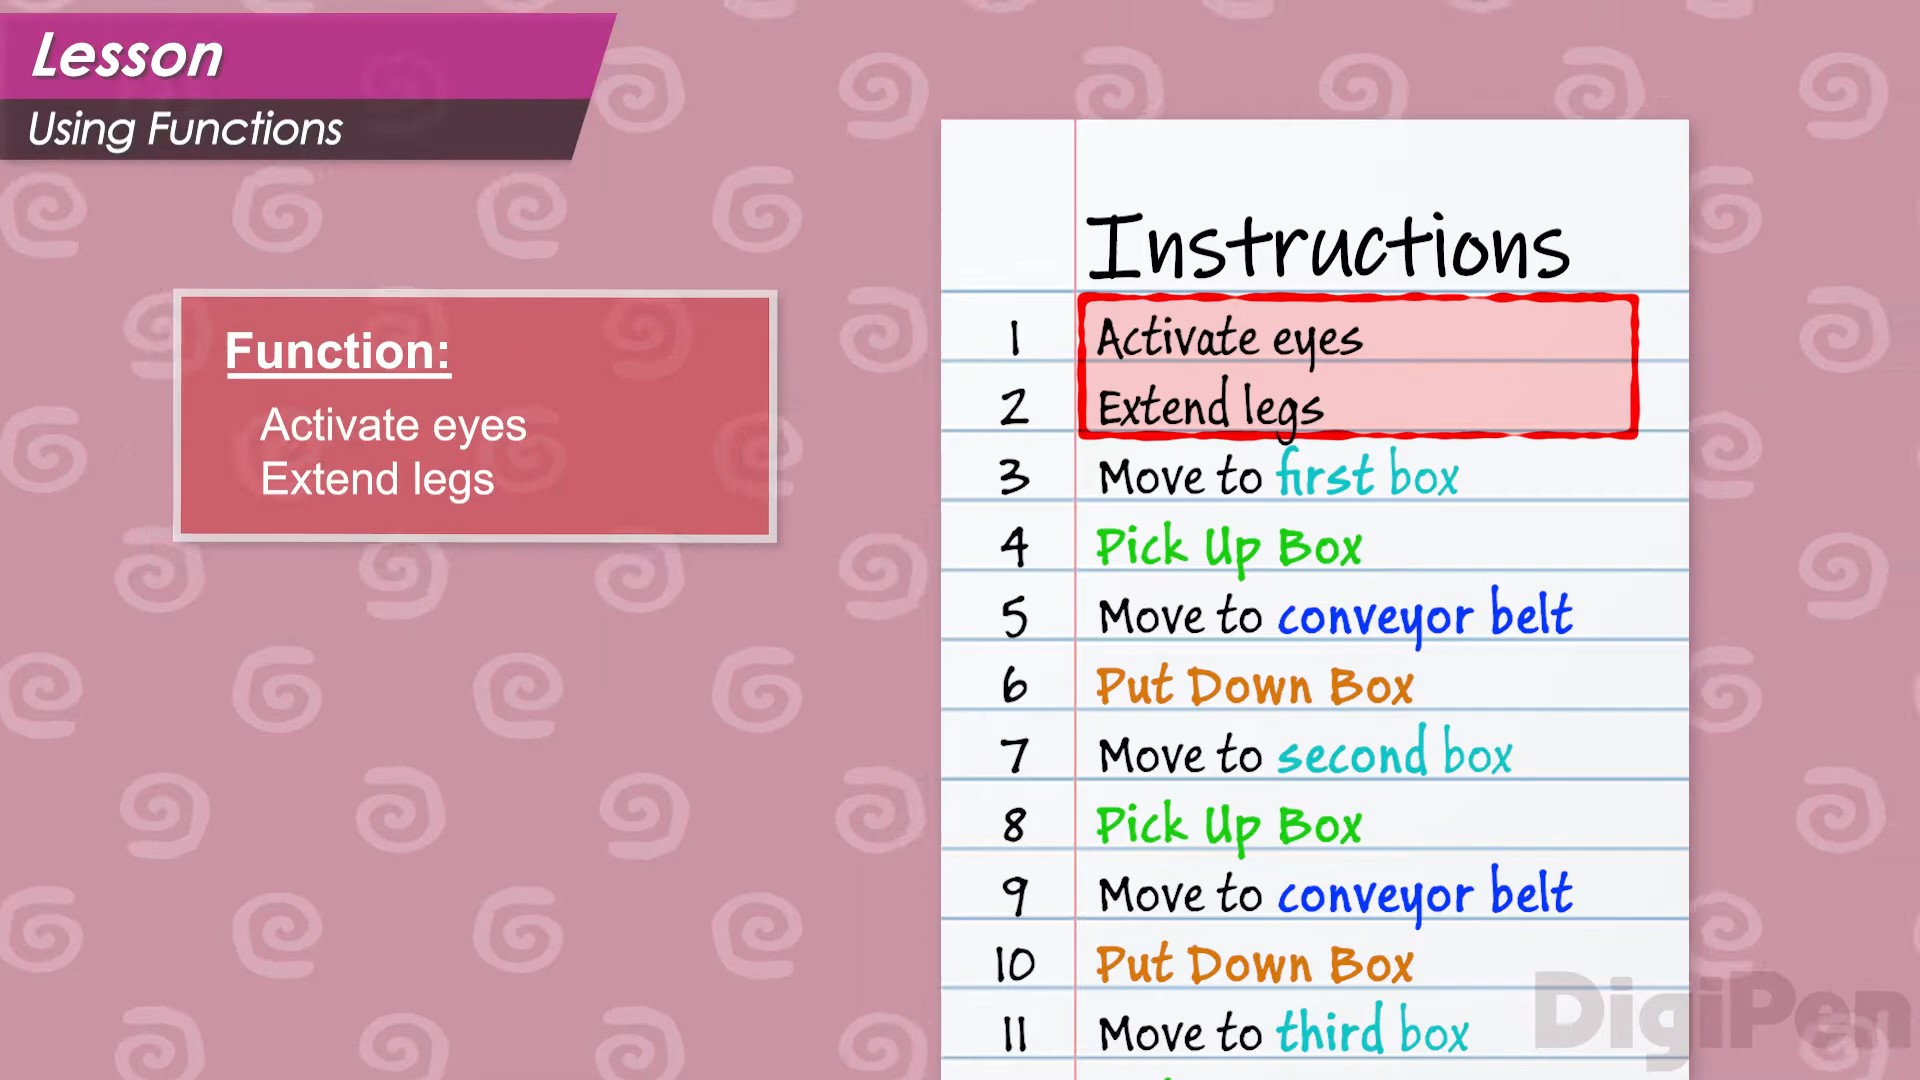 Lesson
Using Functions
Function:
Activate eyes
Extend legs
Instructions
1 Activate eyes
2 Extend legs
3 Move to first box
4 Pick Up Box
5 Move to conveyor belt
6 Put Down Box
7 Move to second box
8 Pick Up Box
9 Move to conveyor belt
10 Put Down Box
11 Move to third box
DigiPen